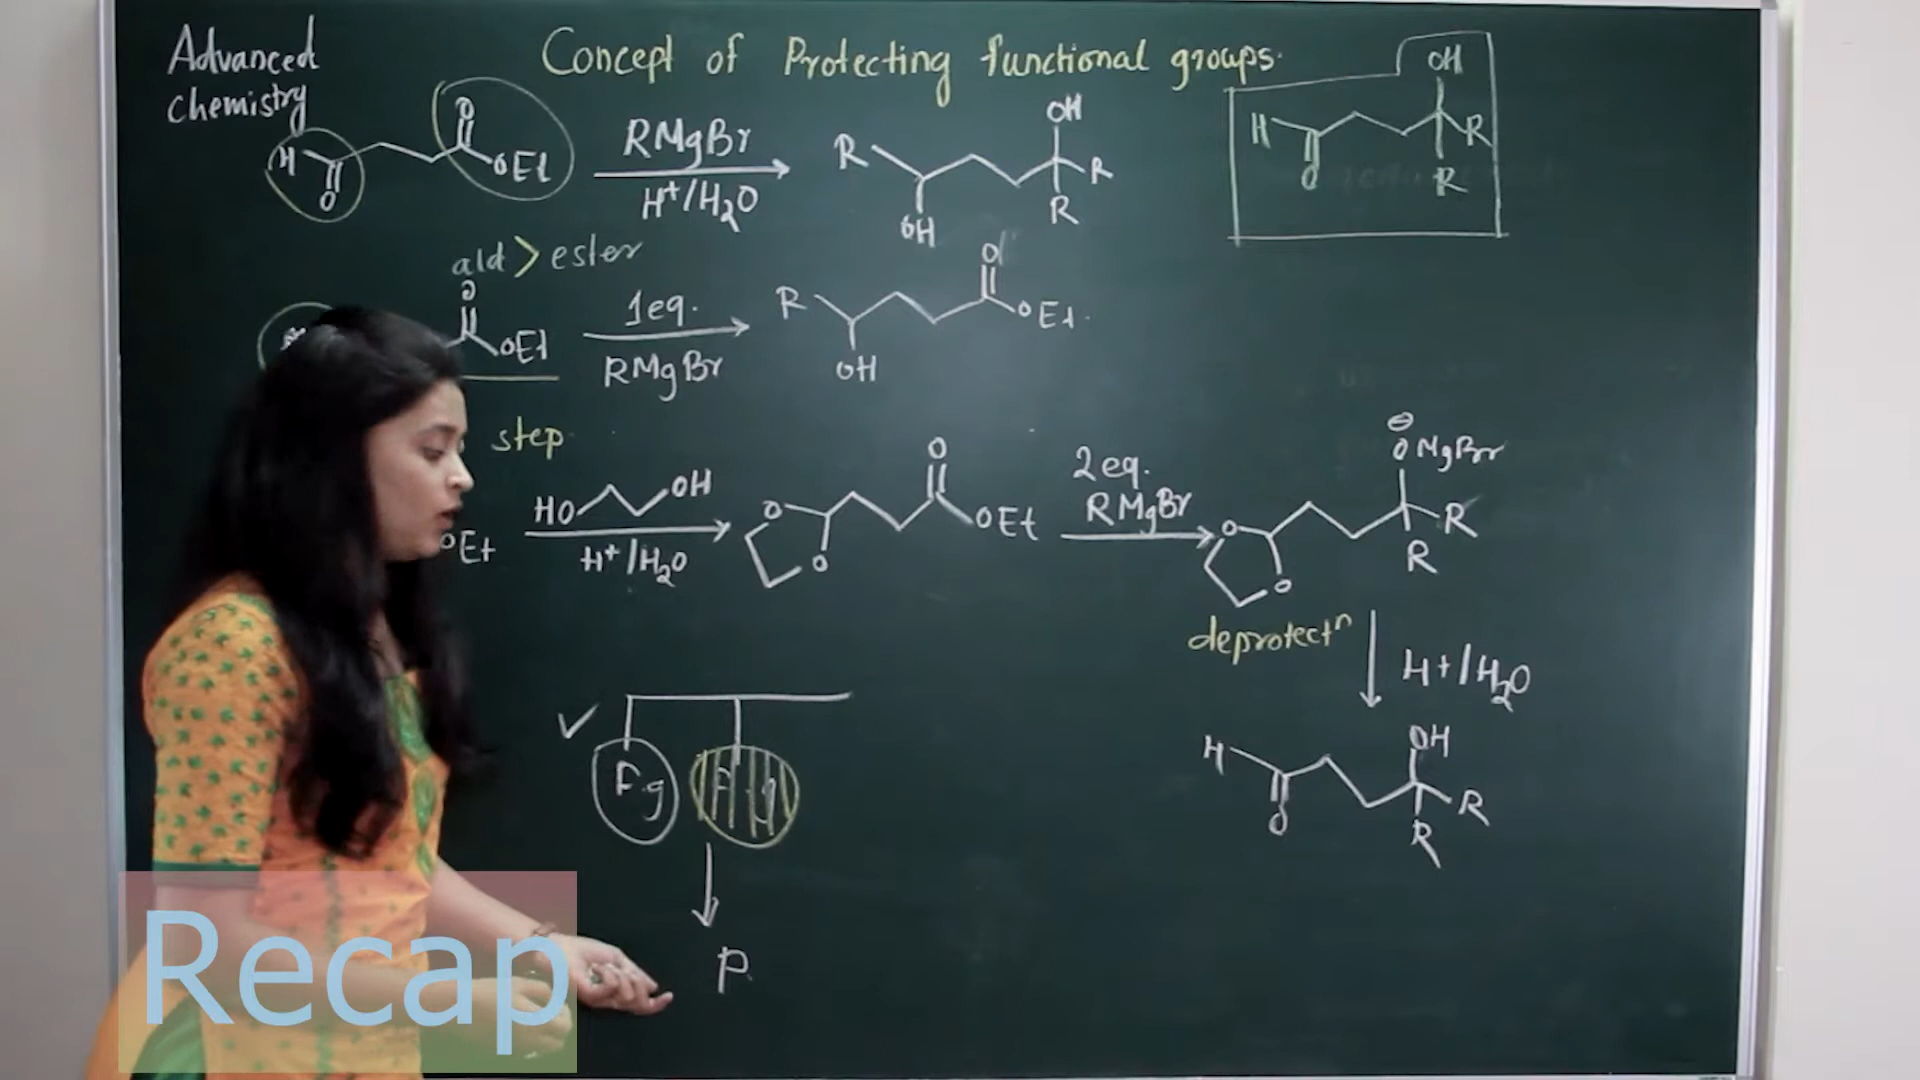 Advanced
chemistry
Concept of Protecting functional groups.
H O O OEt
RMgBr
H+/H2O
R OH OH R R
H O OH R R
ald > ester
O OEt
1eq.
RMgBr
R OH O OEt.
step
OEt
HO OH
H+/H2O
O O O OEt
2eq.
RMgBr
O O ⊖ OMgBr R R
deprotectn
H+/H2O
H O OH R R
✓ F.g F.g
P
Recap